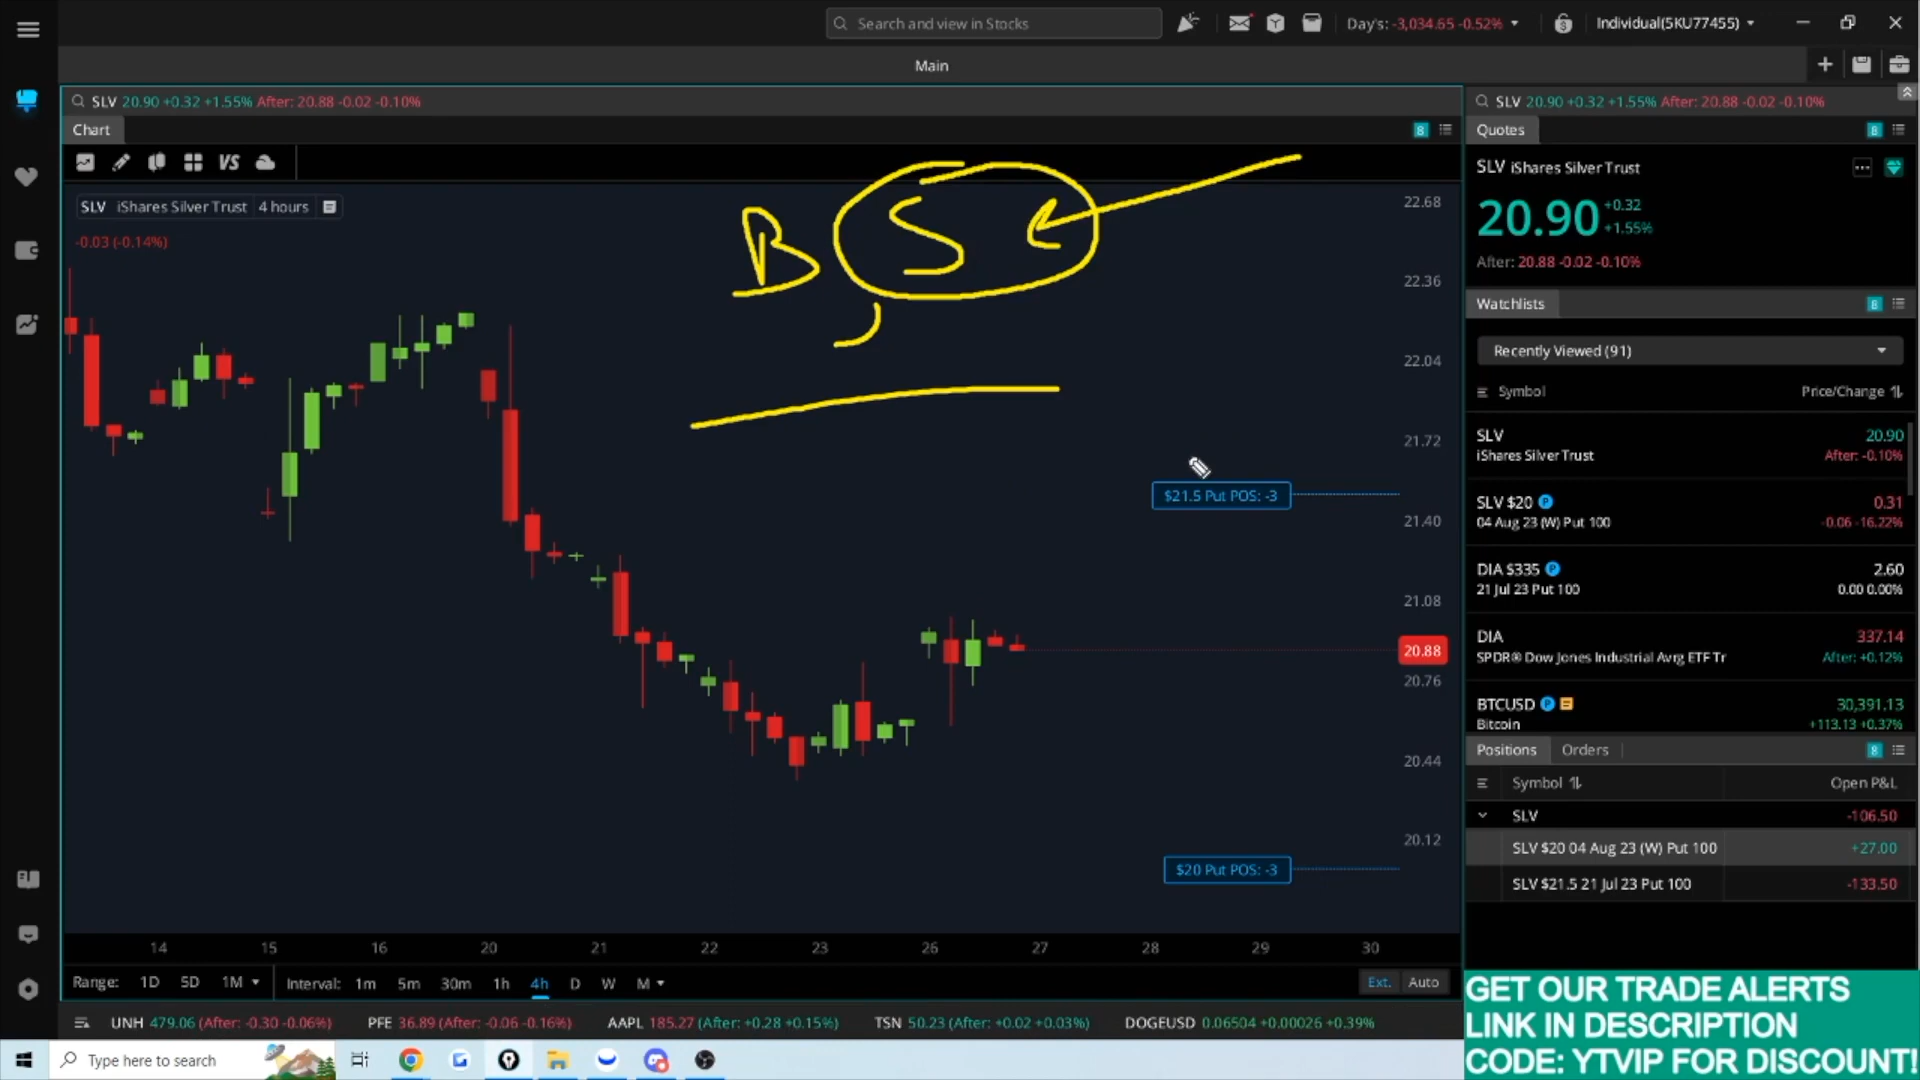 Search and view in Stocks
Day's: -3,034.65 -0.52%
Individual(5KU77455)
Main
SLV 20.90 +0.32 +1.55% After: 20.88 -0.02 -0.10%
Chart
8
VS
SLV iShares Silver Trust 4 hours
-0.03 (-0.14%)
B S
22.68
22.36
22.04
21.72
$21.5 Put POS: -3
21.40
21.08
20.88
20.76
20.44
20.12
$20 Put POS: -3
14 15 16 20 21 22 23 26 27 28 29 30
Range: 1D 5D 1M Interval: 1m 5m 30m 1h 4h D W M
Ext. Auto
SLV 20.90 +0.32 +1.55% After: 20.88 -0.02 -0.10%
Quotes
8
SLV iShares Silver Trust
20.90 +0.32
+1.55%
After: 20.88 -0.02 -0.10%
Watchlists
8
Recently Viewed (91)
Symbol Price/Change
SLV 20.90
iShares Silver Trust After: -0.10%
SLV $20 P 0.31
04 Aug 23 (W) Put 100 -0.06 -16.22%
DIA $335 P 2.60
21 Jul 23 Put 100 0.00 0.00%
DIA 337.14
SPDR® Dow Jones Industrial Avrg ETF Tr After: +0.12%
BTCUSD P 30,391.13
Bitcoin +113.13 +0.37%
Positions Orders
8
Symbol Open P&L
SLV -106.50
SLV $20 04 Aug 23 (W) Put 100 +27.00
SLV $21.5 21 Jul 23 Put 100 -133.50
UNH 479.06 (After: -0.30 -0.06%) PFE 36.89 (After: -0.06 -0.16%) AAPL 185.27 (After: +0.28 +0.15%) TSN 50.23 (After: +0.02 +0.03%) DOGEUSD 0.06504 +0.00026 +0.39%
Type here to search
GET OUR TRADE ALERTS
LINK IN DESCRIPTION
CODE: YTVIP FOR DISCOUNT!